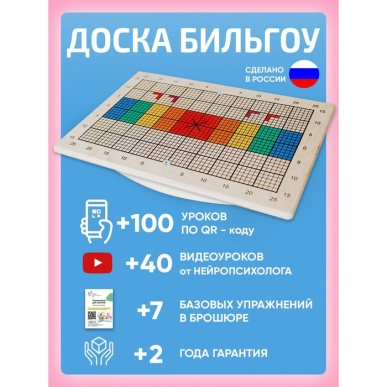 ДОСКА БИЛЬГОУ
СДЕЛАНО
В РОССИИ
+100
УРОКОВ
ПО QR - коду
+40
ВИДЕОУРОКОВ
от НЕЙРОПСИХОЛОГА
+7
БАЗОВЫХ УПРАЖНЕНИЙ
В БРОШЮРЕ
+2
ГОДА ГАРАНТИЯ